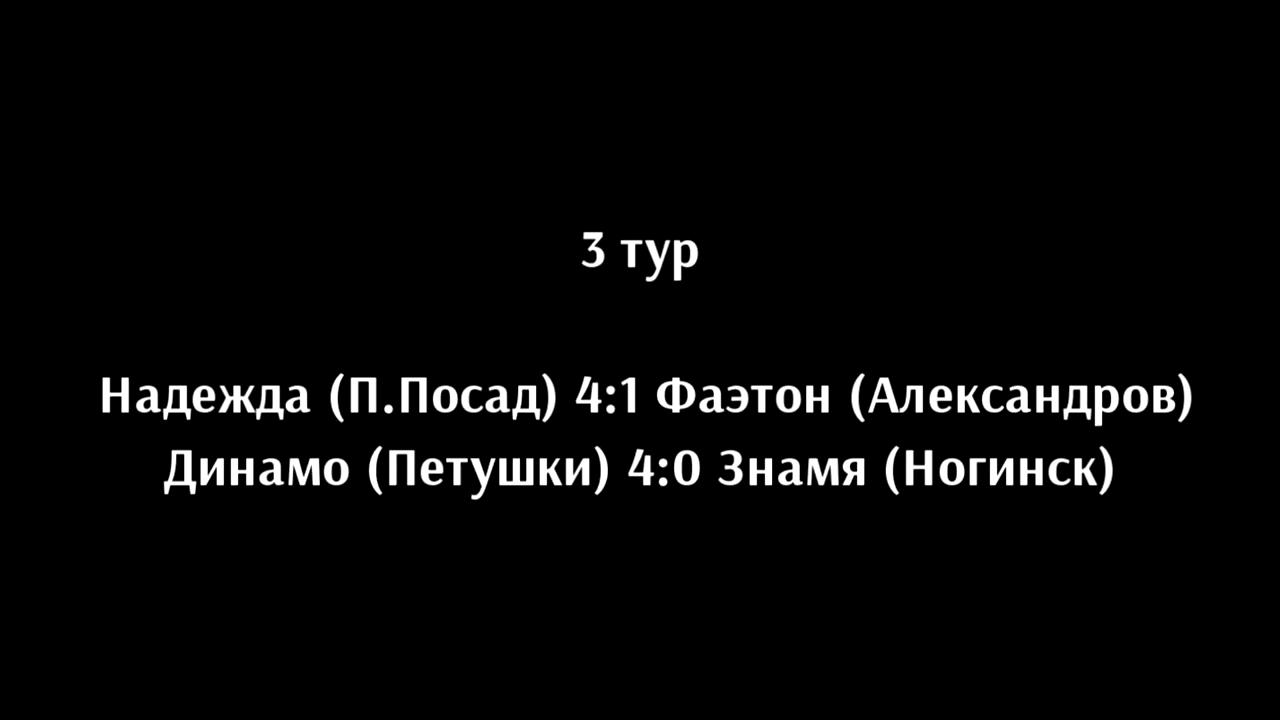 3 тур
Надежда (П.Посад) 4:1 Фаэтон (Александров)
Динамо (Петушки) 4:0 Знамя (Ногинск)